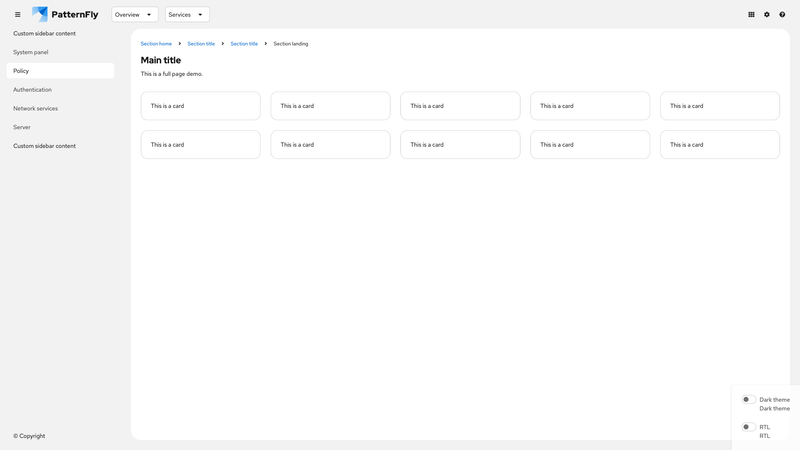 PatternFly
Overview
Services
Custom sidebar content
System panel
Policy
Authentication
Network services
Server
Custom sidebar content
© Copyright
Section home
Section title
Section title
Section landing
Main title
This is a full page demo.
This is a card
This is a card
This is a card
This is a card
This is a card
This is a card
This is a card
This is a card
This is a card
This is a card
Dark theme
Dark theme
RTL
RTL